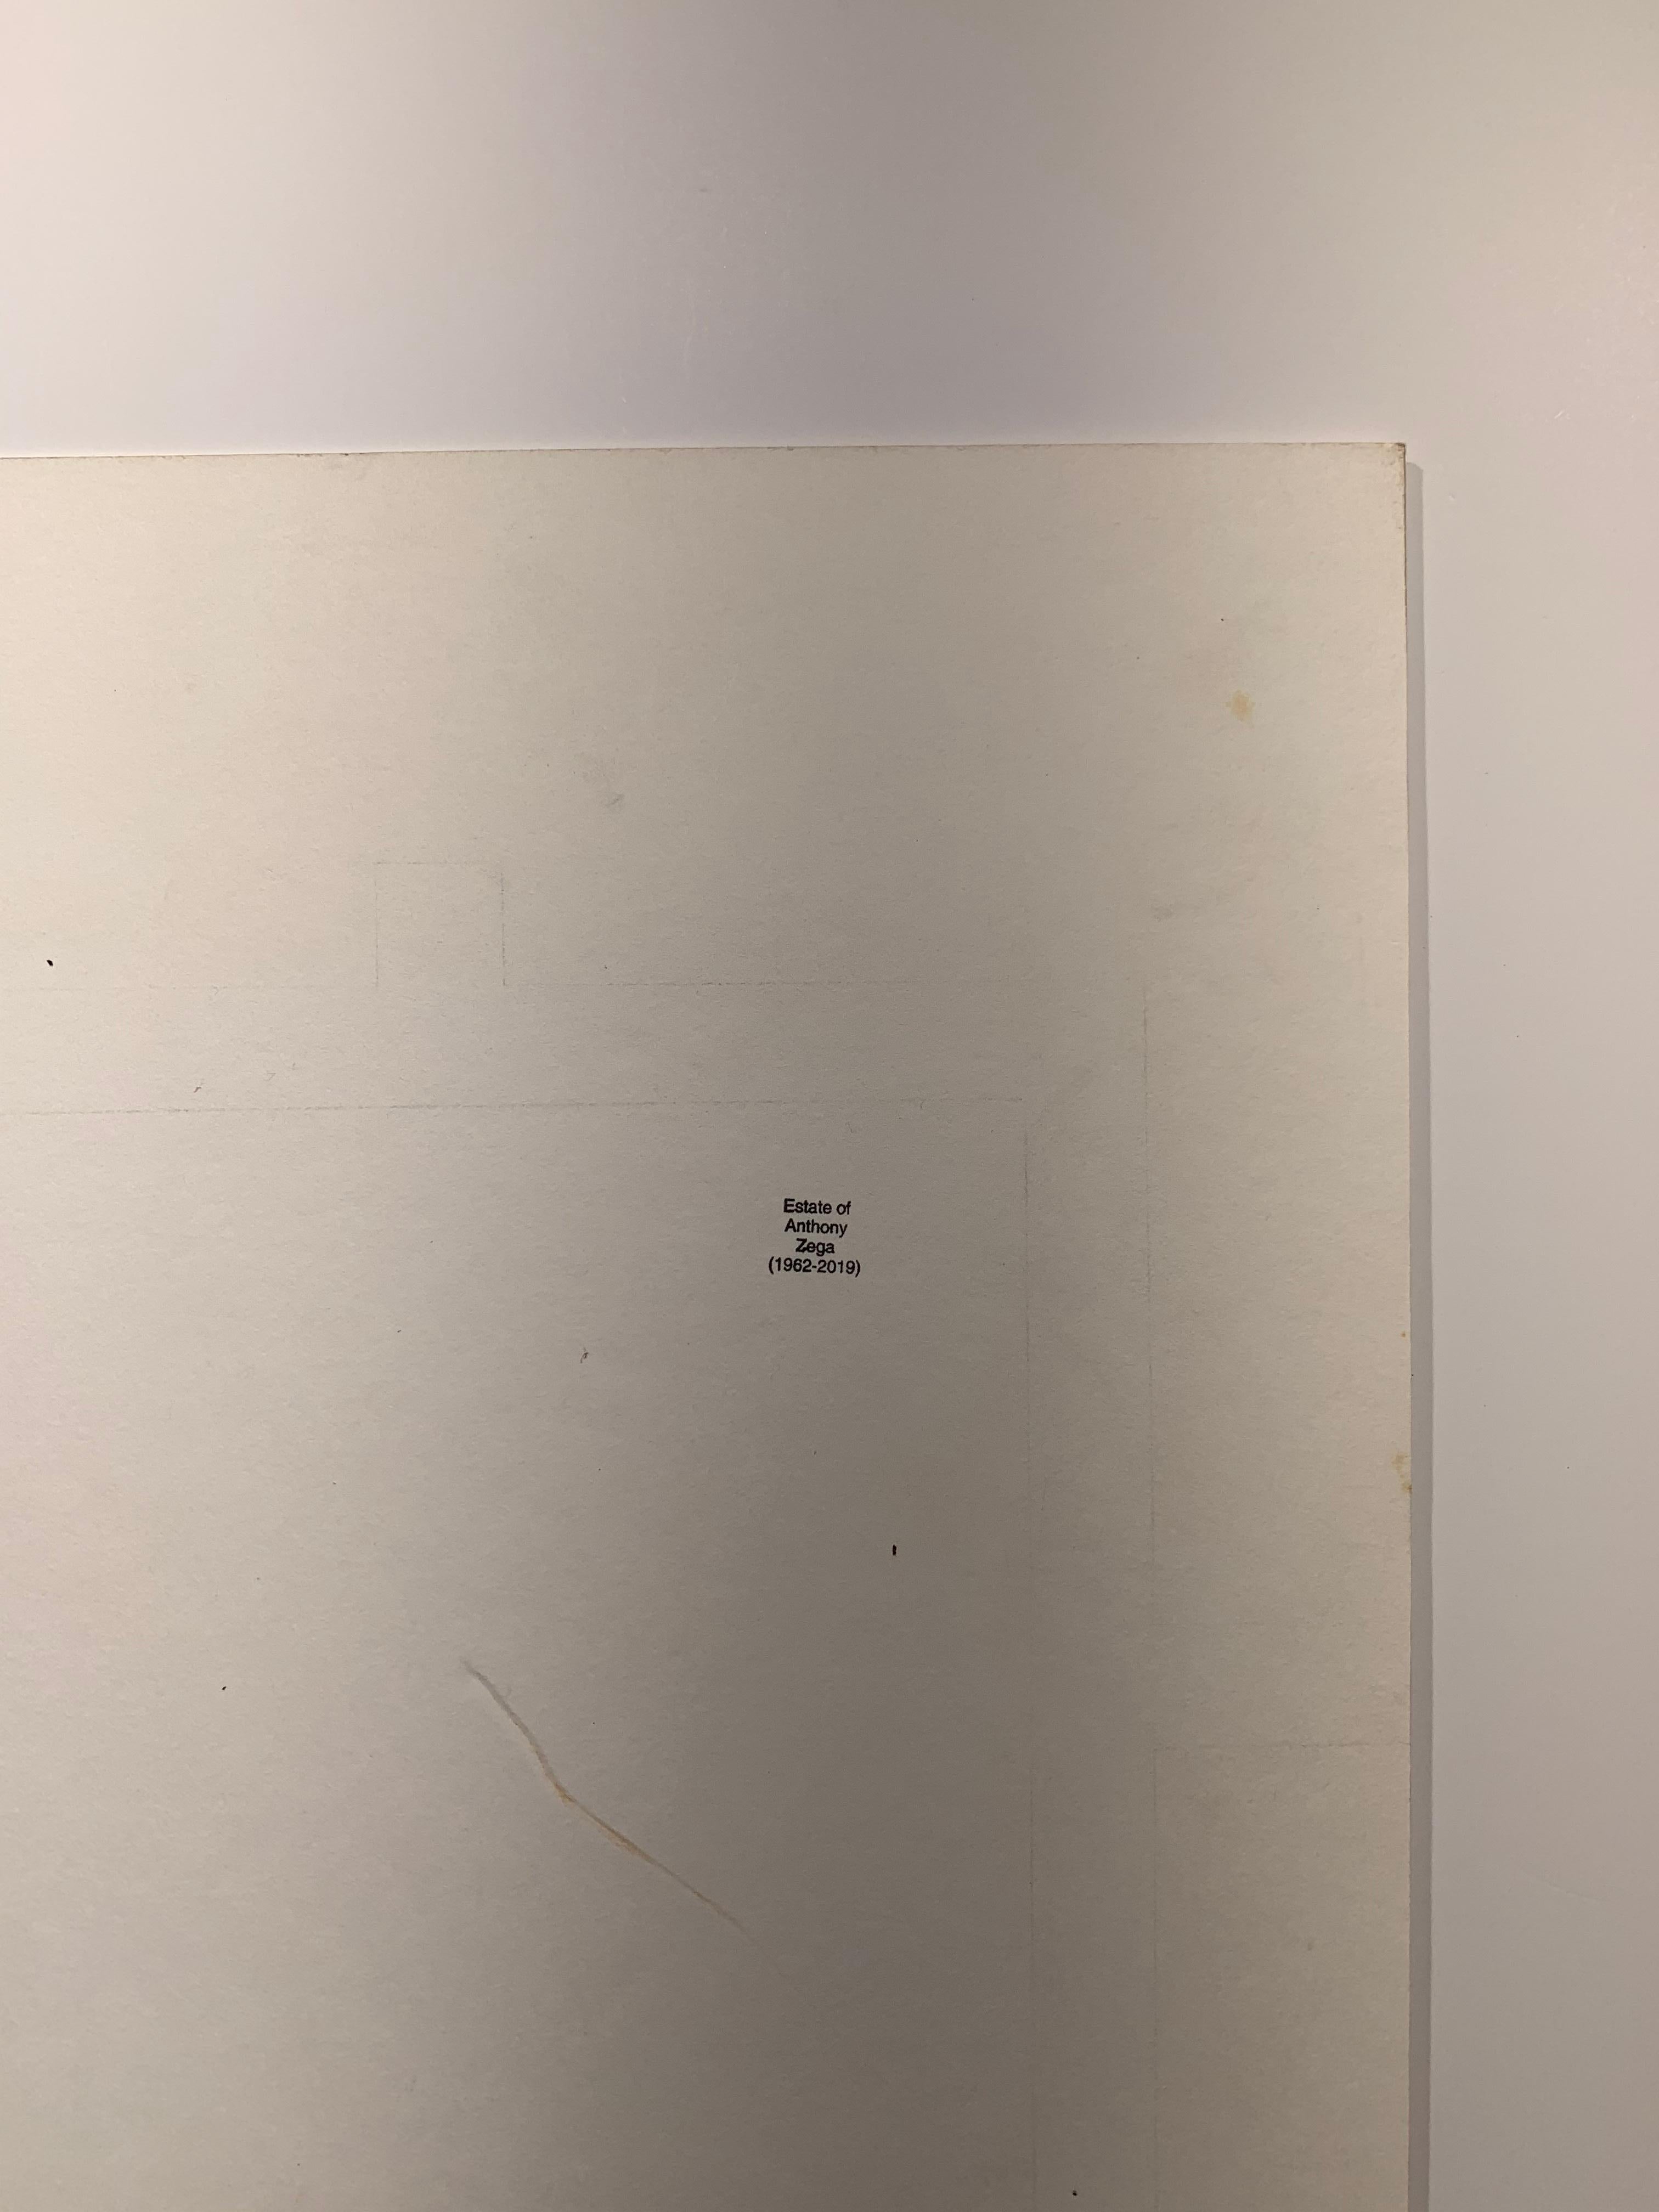 Estate of
Anthony
Zega
(1962-2019)